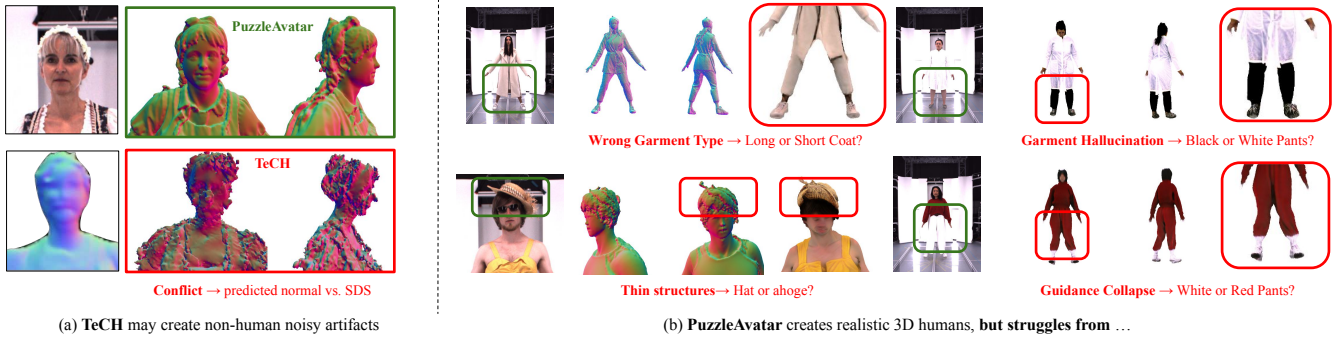 PuzzleAvatar
TeCH
Conflict → predicted normal vs. SDS
(a) TeCH may create non-human noisy artifacts
Wrong Garment Type → Long or Short Coat?
Garment Hallucination → Black or White Pants?
Thin structures→ Hat or ahoge?
Guidance Collapse → White or Red Pants?
(b) PuzzleAvatar creates realistic 3D humans, but struggles from …